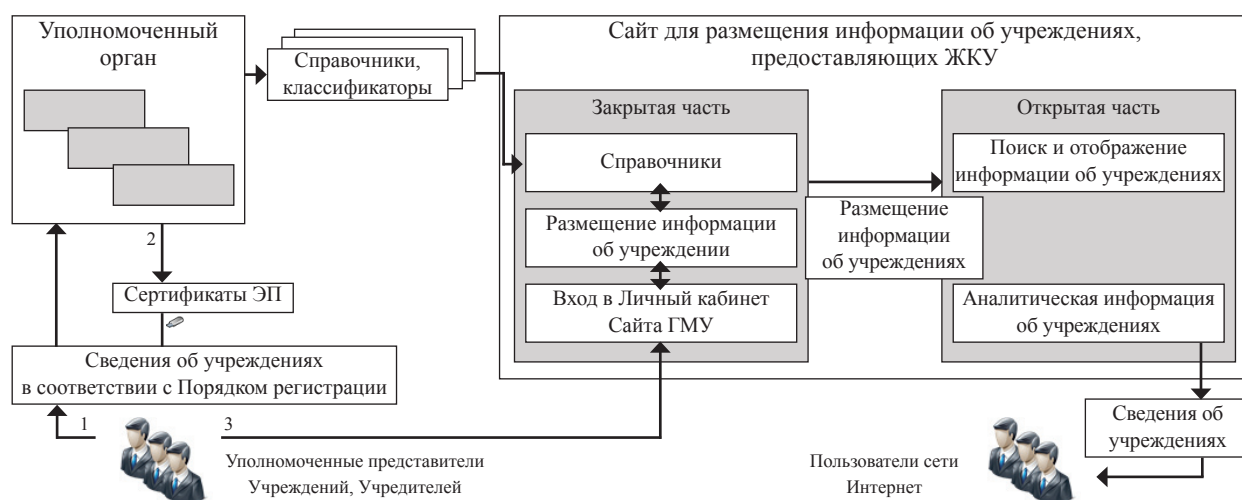 Уполномоченный
орган
Справочники,
классификаторы
Сайт для размещения информации об учреждениях,
предоставляющих ЖКУ
Закрытая часть
Открытая часть
Справочники
Поиск и отображение
информации об учреждениях
Размещение информации
об учреждении
Размещение
информации
об учреждениях
2
Сертификаты ЭП
Вход в Личный кабинет
Сайта ГМУ
Аналитическая информация
об учреждениях
Сведения об учреждениях
в соответствии с Порядком регистрации
1
3
Уполномоченные представители
Учреждений, Учредителей
Сведения об
учреждениях
Пользователи сети
Интернет